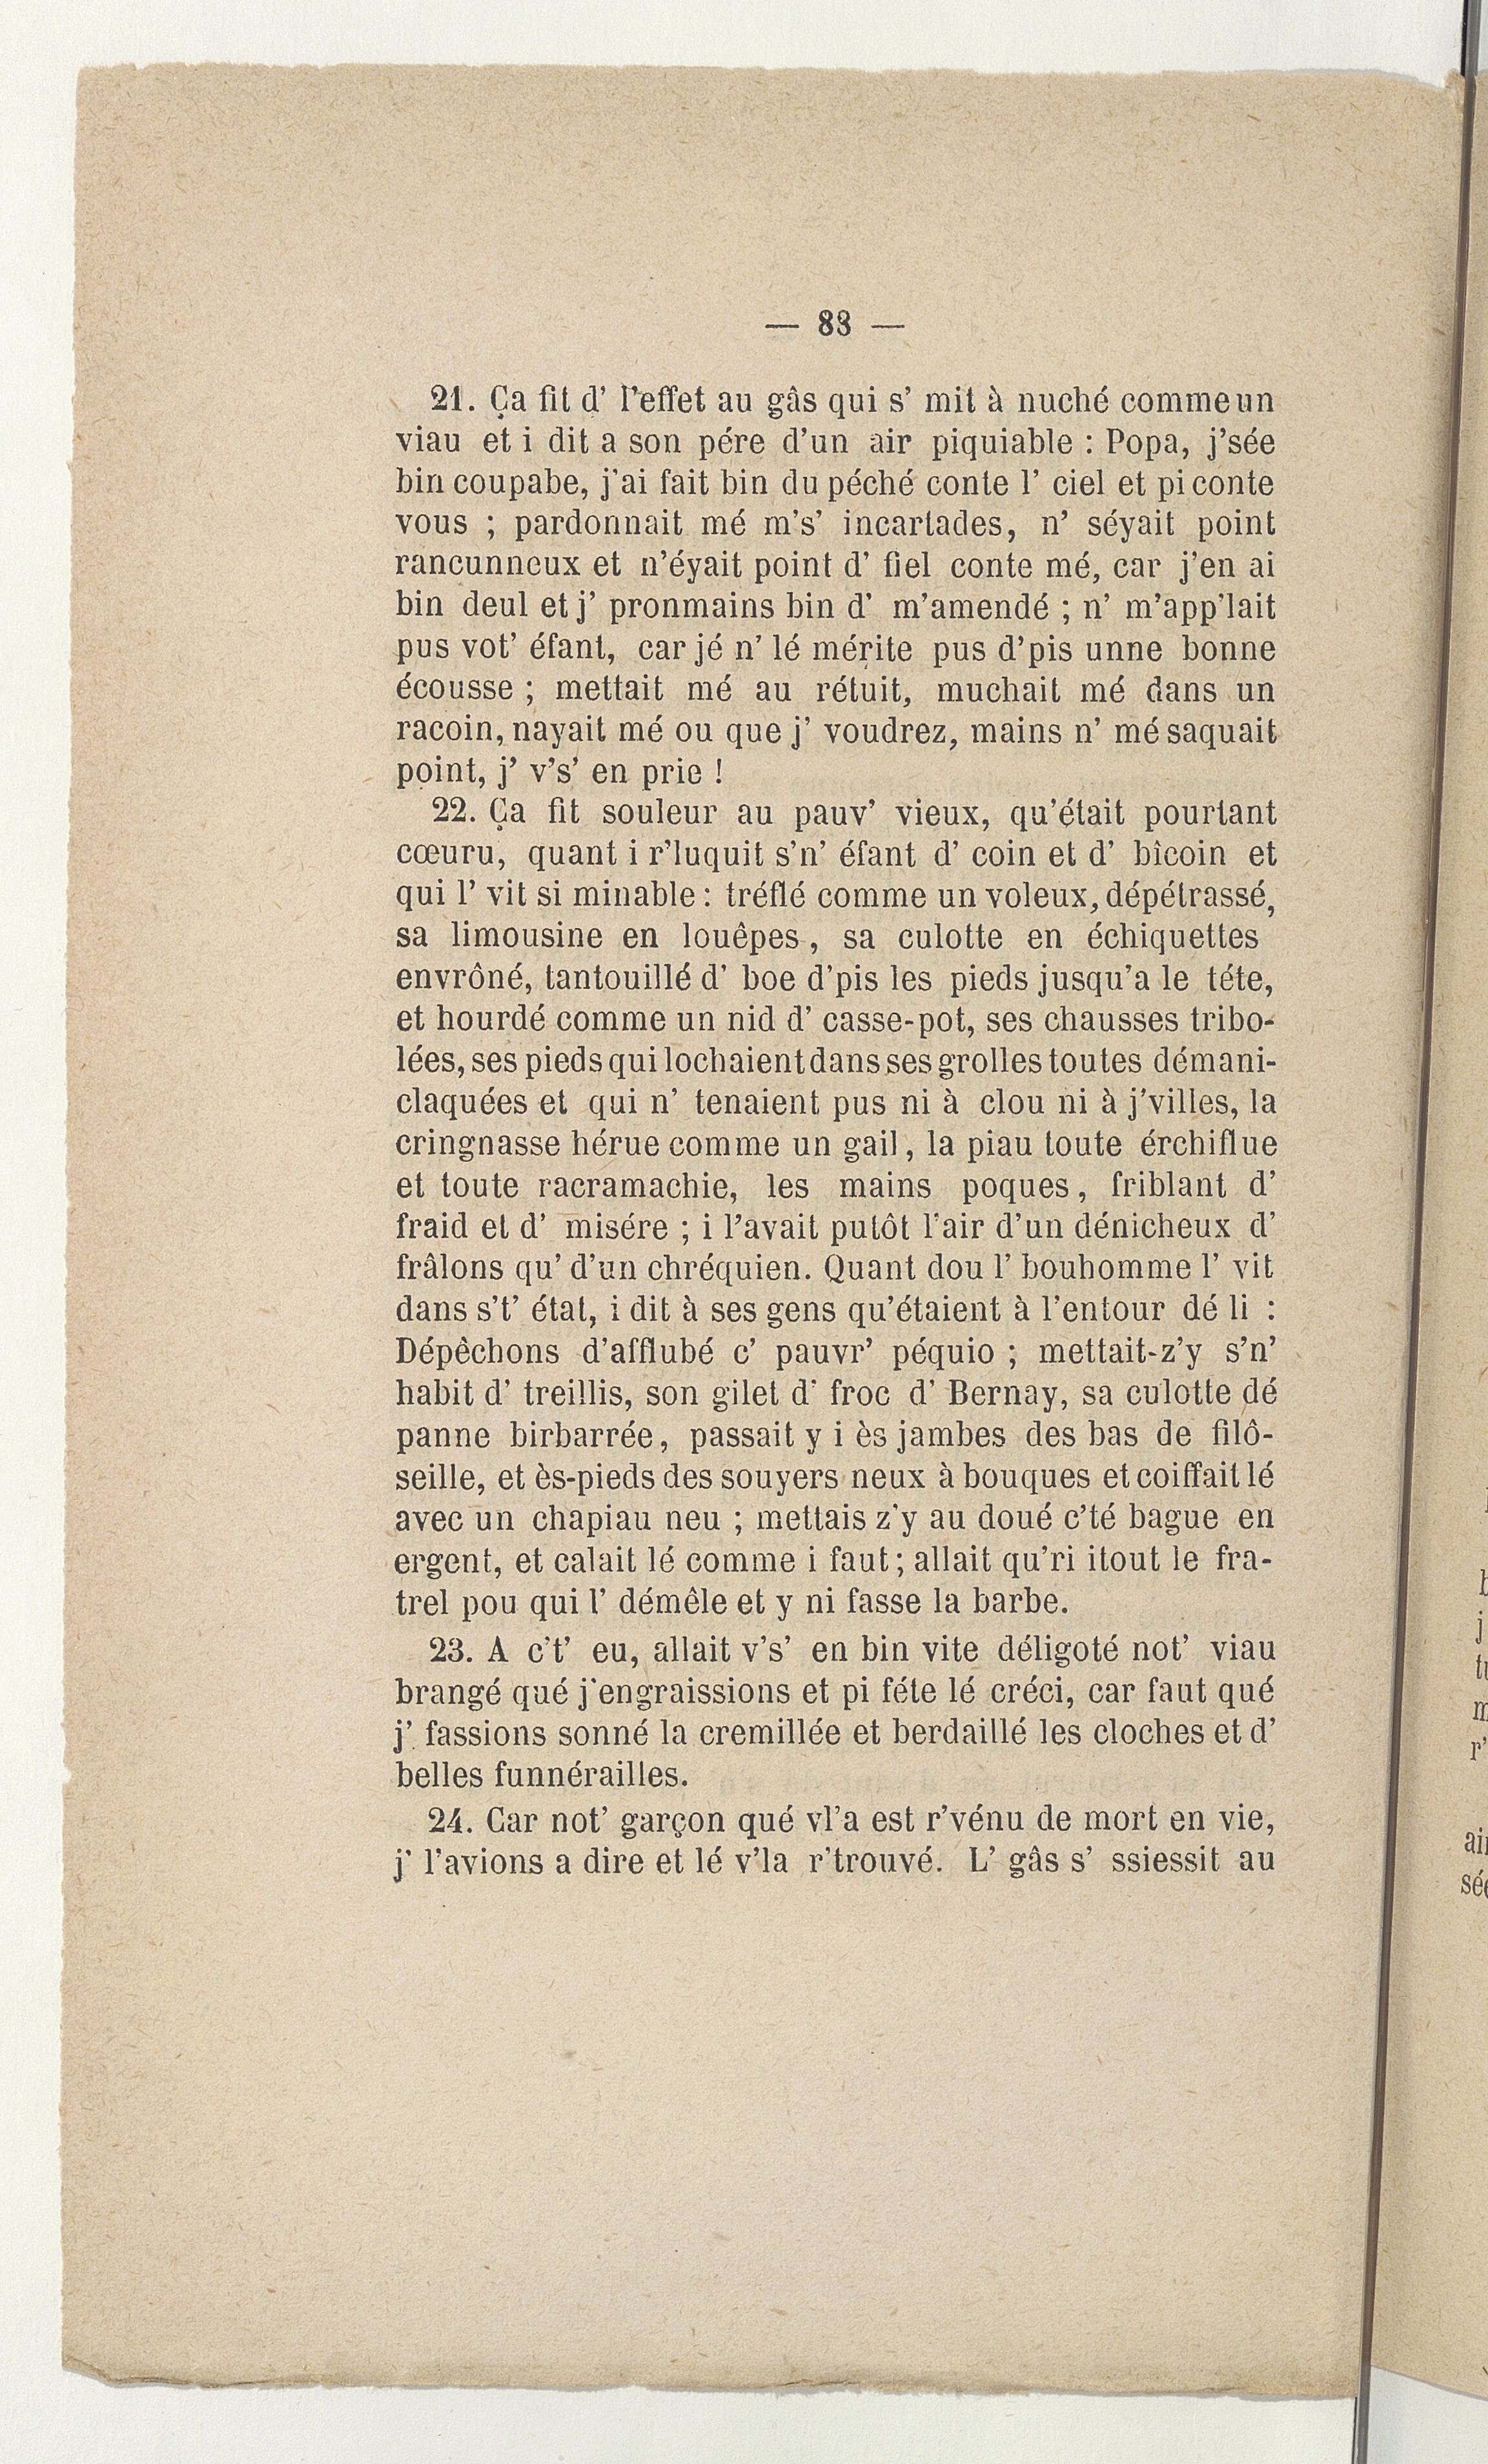 — 83 —
21. Ça fit d' l'effet au gâs qui s' mit à nuché comme un
viau et i dit a son pére d'un air piquiable : Popa, j'sée
bin coupabe, j'ai fait bin du péché conte l' ciel et pi conte
vous ; pardonnait mé m's' incartades, n' séyait point
rancunneux et n'éyait point d' fiel conte mé, car j'en ai
bin deul et j' pronmains bin d' m'amendé ; n' m'app'lait
pus vot' éfant, car jé n' lé mérite pus d'pis unne bonne
écousse ; mettait mé au rétuit, muchait mé dans un
racoin, nayait mé ou que j' voudrez, mains n' mé saquait
point, j' v's' en prie !
22. Ça fit souleur au pauv' vieux, qu'était pourtant
cœuru, quant i r'luquit s'n' éfant d' coin et d' bîcoin et
qui l' vit si minable : tréflé comme un voleux, dépétrassé,
sa limousine en louêpes, sa culotte en échiquettes
envrôné, tantouillé d' boe d'pis les pieds jusqu'a le téte,
et hourdé comme un nid d' casse-pot, ses chausses tribo-
lées, ses pieds qui lochaient dans ses grolles toutes démani-
claquées et qui n' tenaient pus ni à clou ni à j'villes, la
cringnasse hérue comme un gail, la piau toute érchiflue
et toute racramachie, les mains poques, friblant d'
fraid et d' misére ; i l'avait putôt l'air d'un dénicheux d'
frâlons qu' d'un chréquien. Quant dou l' bouhomme l' vit
dans s't' état, i dit à ses gens qu'étaient à l'entour dé li :
Dépêchons d'afflubé c' pauvr' péquio ; mettait-z'y s'n'
habit d' treillis, son gilet d' froc d' Bernay, sa culotte dé
panne birbarrée, passait y i ès jambes des bas de filô-
seille, et ès-pieds des souyers neux à bouques et coiffait lé
avec un chapiau neu ; mettais z'y au doué c'té bague en
ergent, et calait lé comme i faut ; allait qu'ri itout le fra-
trel pou qui l' démêle et y ni fasse la barbe.
23. A c't' eu, allait v's' en bin vite déligoté not' viau
brangé qué j'engraissions et pi féte lé créci, car faut qué
j' fassions sonné la cremillée et berdaillé les cloches et d'
belles funnérailles.
24. Car not' garçon qué vl'a est r'vénu de mort en vie,
j' l'avions a dire et lé v'la r'trouvé. L' gâs s' ssiessit au